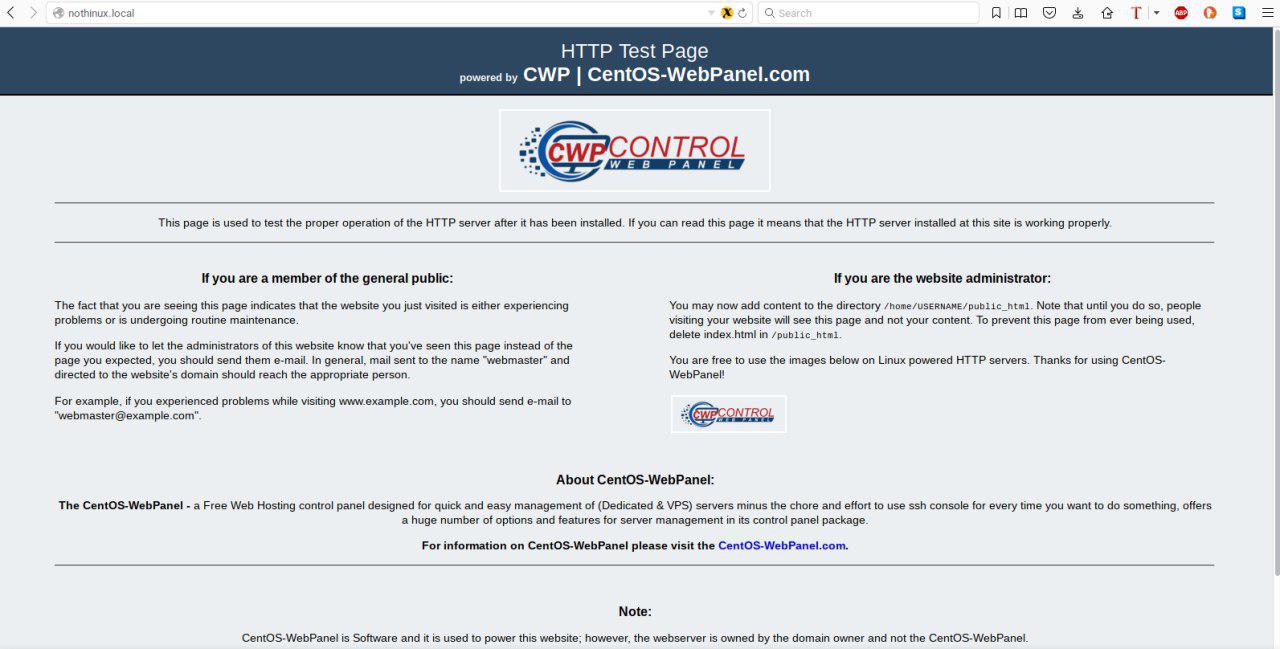 nothinux.local
Search
T
ABP
S
HTTP Test Page
powered by CWP | CentOS-WebPanel.com
CWP CONTROL
WEB PANEL
This page is used to test the proper operation of the HTTP server after it has been installed. If you can read this page it means that the HTTP server installed at this site is working properly.
If you are a member of the general public:
The fact that you are seeing this page indicates that the website you just visited is either experiencing
problems or is undergoing routine maintenance.
If you would like to let the administrators of this website know that you've seen this page instead of the
page you expected, you should send them e-mail. In general, mail sent to the name "webmaster" and
directed to the website's domain should reach the appropriate person.
For example, if you experienced problems while visiting www.example.com, you should send e-mail to
"webmaster@example.com".
If you are the website administrator:
You may now add content to the directory /home/USERNAME/public_html. Note that until you do so, people
visiting your website will see this page and not your content. To prevent this page from ever being used,
delete index.html in /public_html.
You are free to use the images below on Linux powered HTTP servers. Thanks for using CentOS-
WebPanel!
CWP CONTROL
WEB PANEL
About CentOS-WebPanel:
The CentOS-WebPanel - a Free Web Hosting control panel designed for quick and easy management of (Dedicated & VPS) servers minus the chore and effort to use ssh console for every time you want to do something, offers
a huge number of options and features for server management in its control panel package.
For information on CentOS-WebPanel please visit the CentOS-WebPanel.com.
Note:
CentOS-WebPanel is Software and it is used to power this website; however, the webserver is owned by the domain owner and not the CentOS-WebPanel.